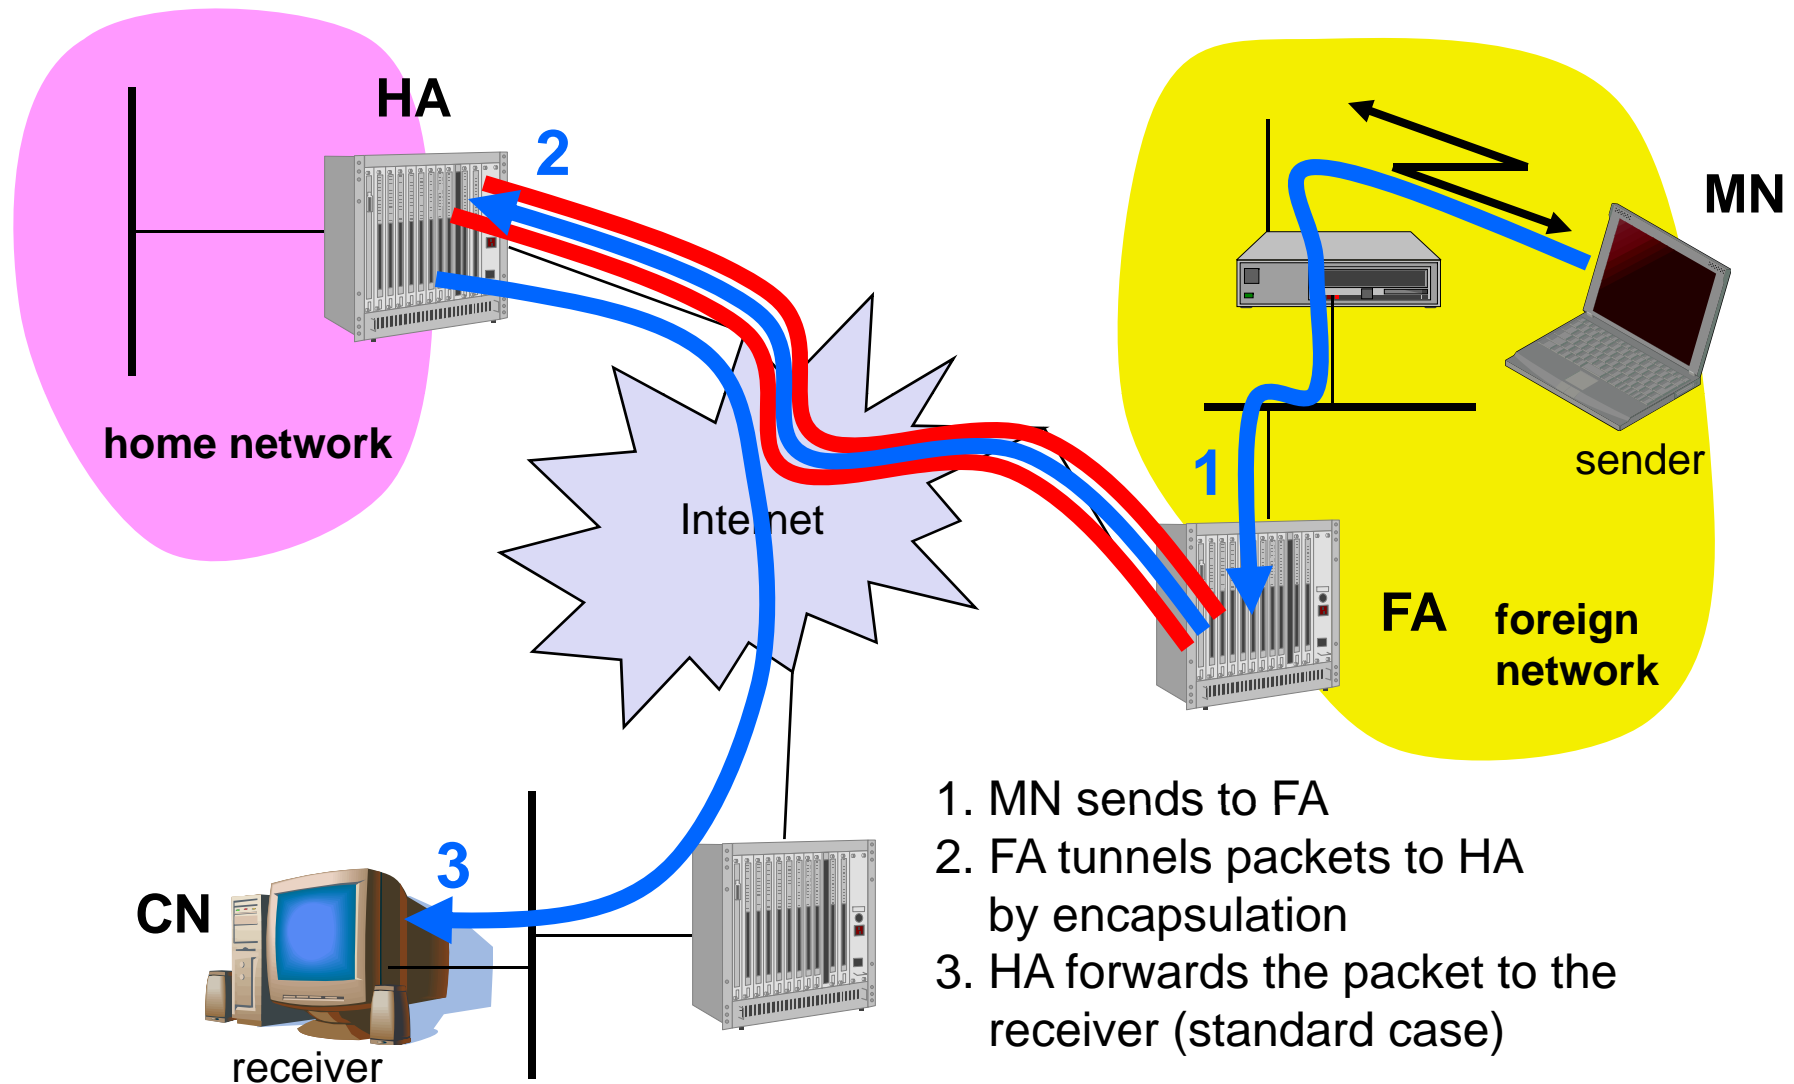 HA
2
MN
home network
sender
1
Internet
FA
foreign
network
3
CN
receiver
1. MN sends to FA
2. FA tunnels packets to HA
by encapsulation
3. HA forwards the packet to the
receiver (standard case)